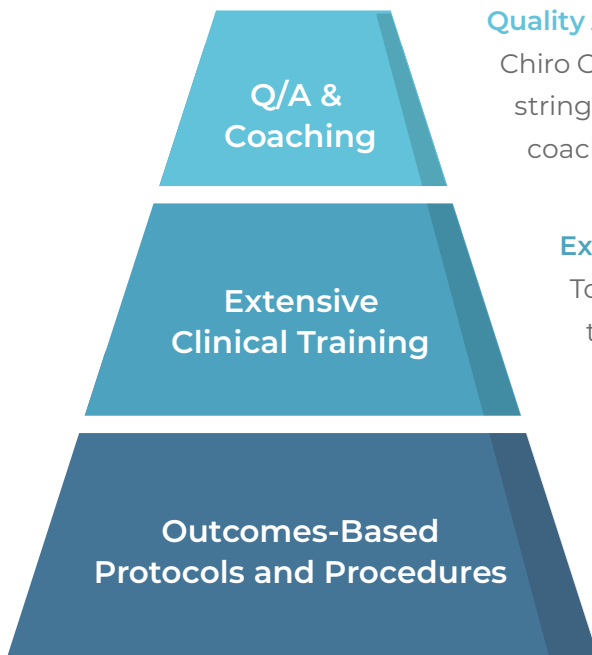 Quality
Chiro
string
coac
Q/A &
Coaching
Ex
To
t
Extensive
Clinical Training
Outcomes-Based
Protocols and Procedures